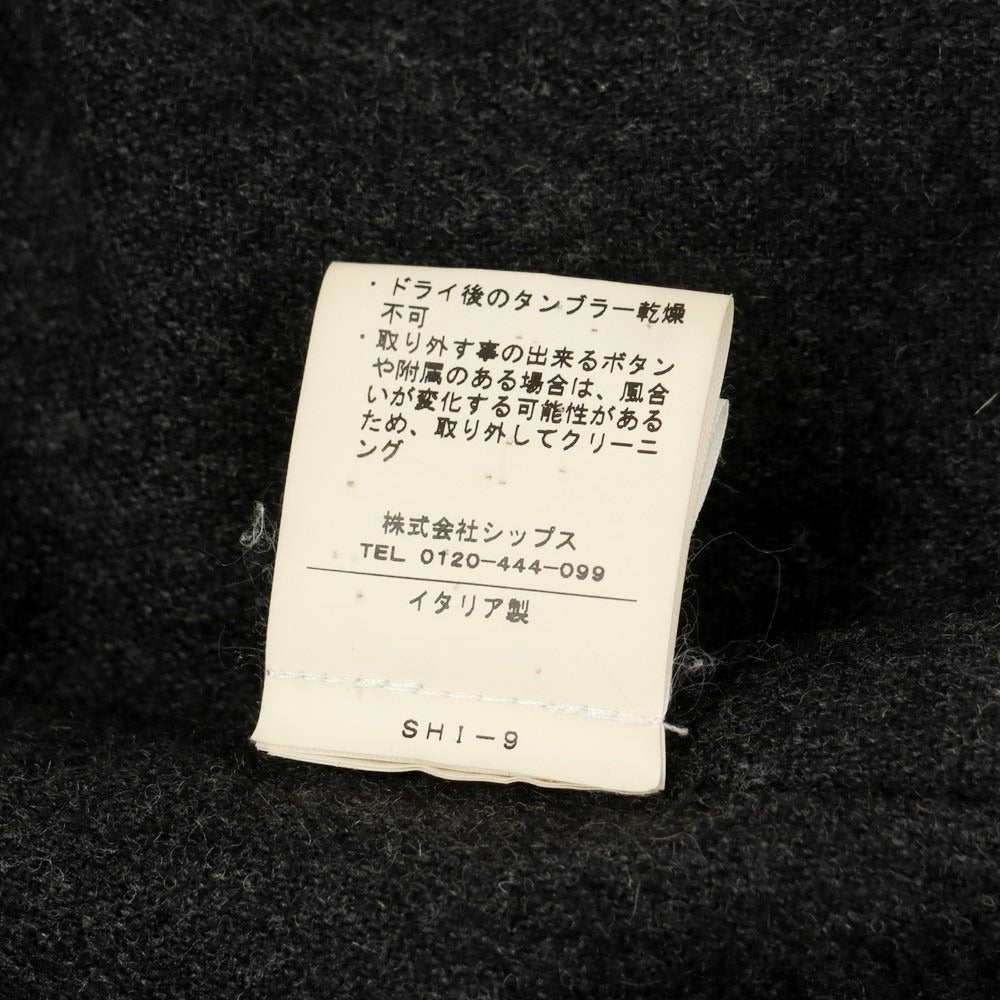 ・ドライ後のタンブラー乾燥
不可
・取り外す事の出来るボタン
や附属のある場合は、風合
いが変化する可能性がある
ため、取り外してクリーニ
ング
株式会社シップス
TEL 0120-444-099
イタリア製
SHI-9